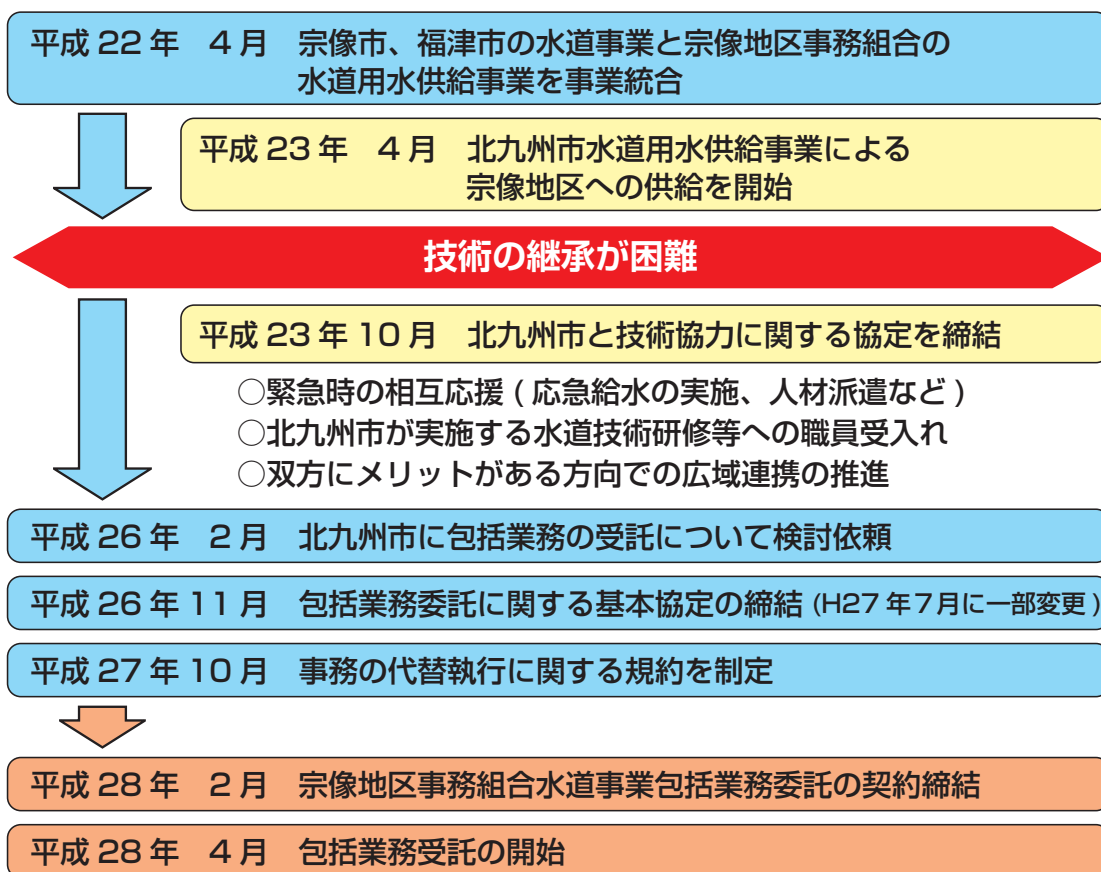 平成 22 年　4 月　宗像市、福津市の水道事業と宗像地区事務組合の
水道用水供給事業を事業統合
平成 23 年　4 月　北九州市水道用水供給事業による
宗像地区への供給を開始
技術の継承が困難
平成 23 年 10 月　北九州市と技術協力に関する協定を締結
○緊急時の相互応援 ( 応急給水の実施、人材派遣など )
○北九州市が実施する水道技術研修等への職員受入れ
○双方にメリットがある方向での広域連携の推進
平成 26 年　2 月　北九州市に包括業務の受託について検討依頼
平成 26 年 11 月　包括業務委託に関する基本協定の締結 (H27 年 7 月に一部変更 )
平成 27 年 10 月　事務の代替執行に関する規約を制定
平成 28 年　2 月　宗像地区事務組合水道事業包括業務委託の契約締結
平成 28 年　4 月　包括業務受託の開始